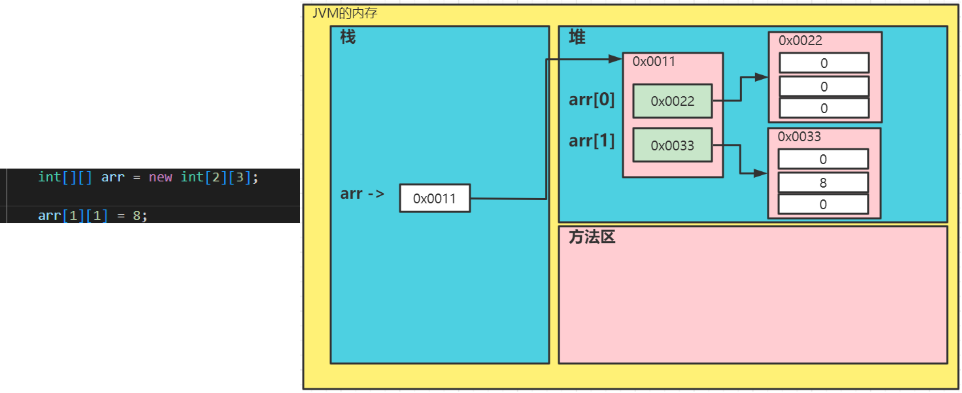 int[][] arr = new int[2][3];
arr[1][1] = 8;
JVM的内存
栈
arr ->
0x0011
堆
0x0011
arr[0]
0x0022
arr[1]
0x0033
0x0022
0
0
0
0x0033
0
8
0
方法区